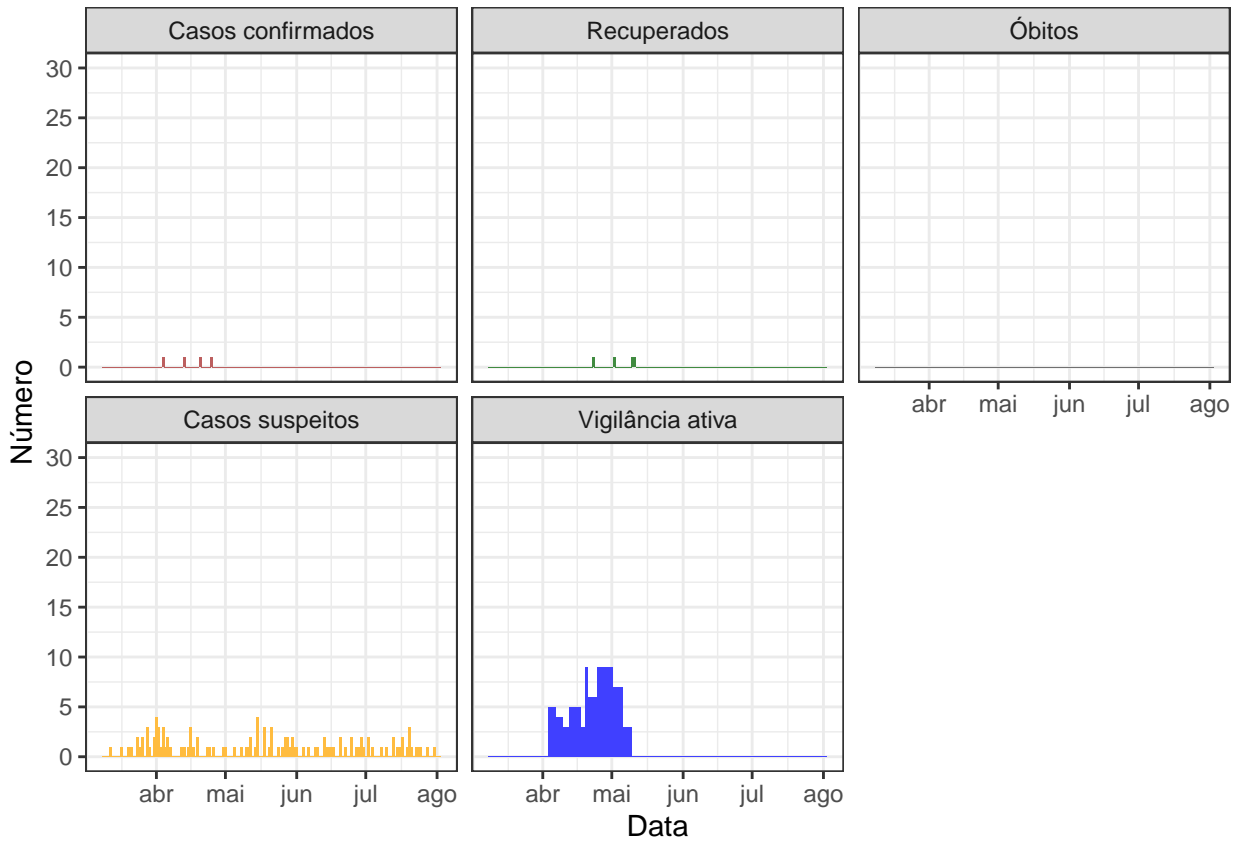 Casos confirmados
Recuperados
Óbitos
30
25
20
15
10
5
0
abr mai jun jul ago
Número
Casos suspeitos
Vigilância ativa
30
25
20
15
10
5
0
abr mai jun jul ago
abr mai jun jul ago
Data